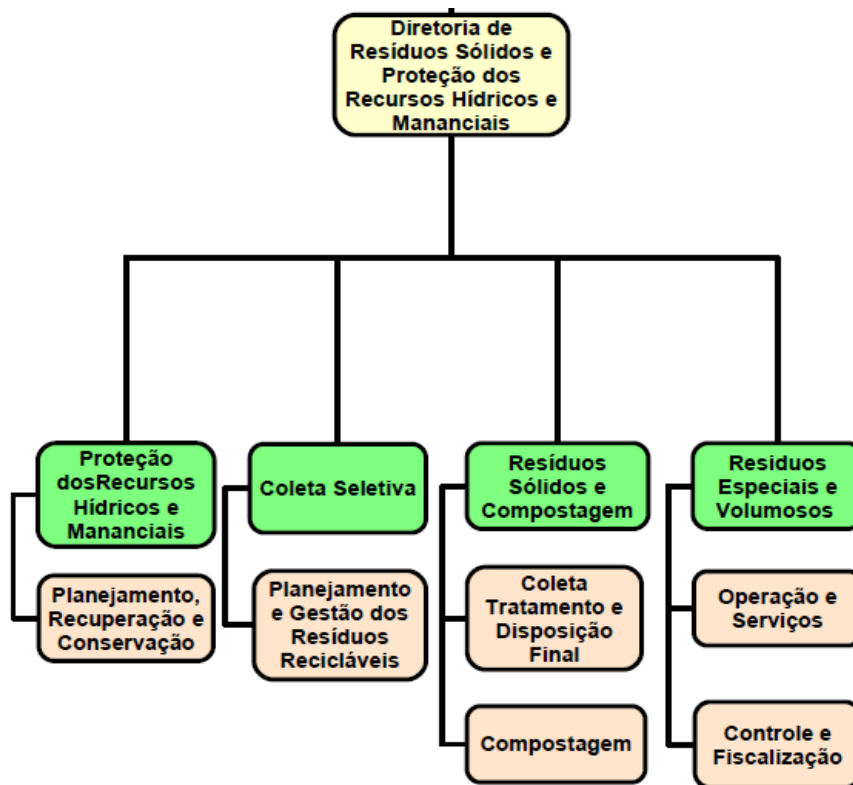 Diretoria de
Resíduos Sólidos e
Proteção dos
Recursos Hídricos e
Mananciais
Proteção
dosRecursos
Hídricos e
Mananciais
Coleta Seletiva
Resíduos
Sólidos e
Compostagem
Residuos
Especiais e
Volumosos
Planejamento,
Recuperação e
Conservação
Planejamento
e Gestão dos
Resíduos
Recicláveis
Coleta
Tratamento e
Disposição
Final
Operação e
Serviços
Compostagem
Controle e
Fiscalização